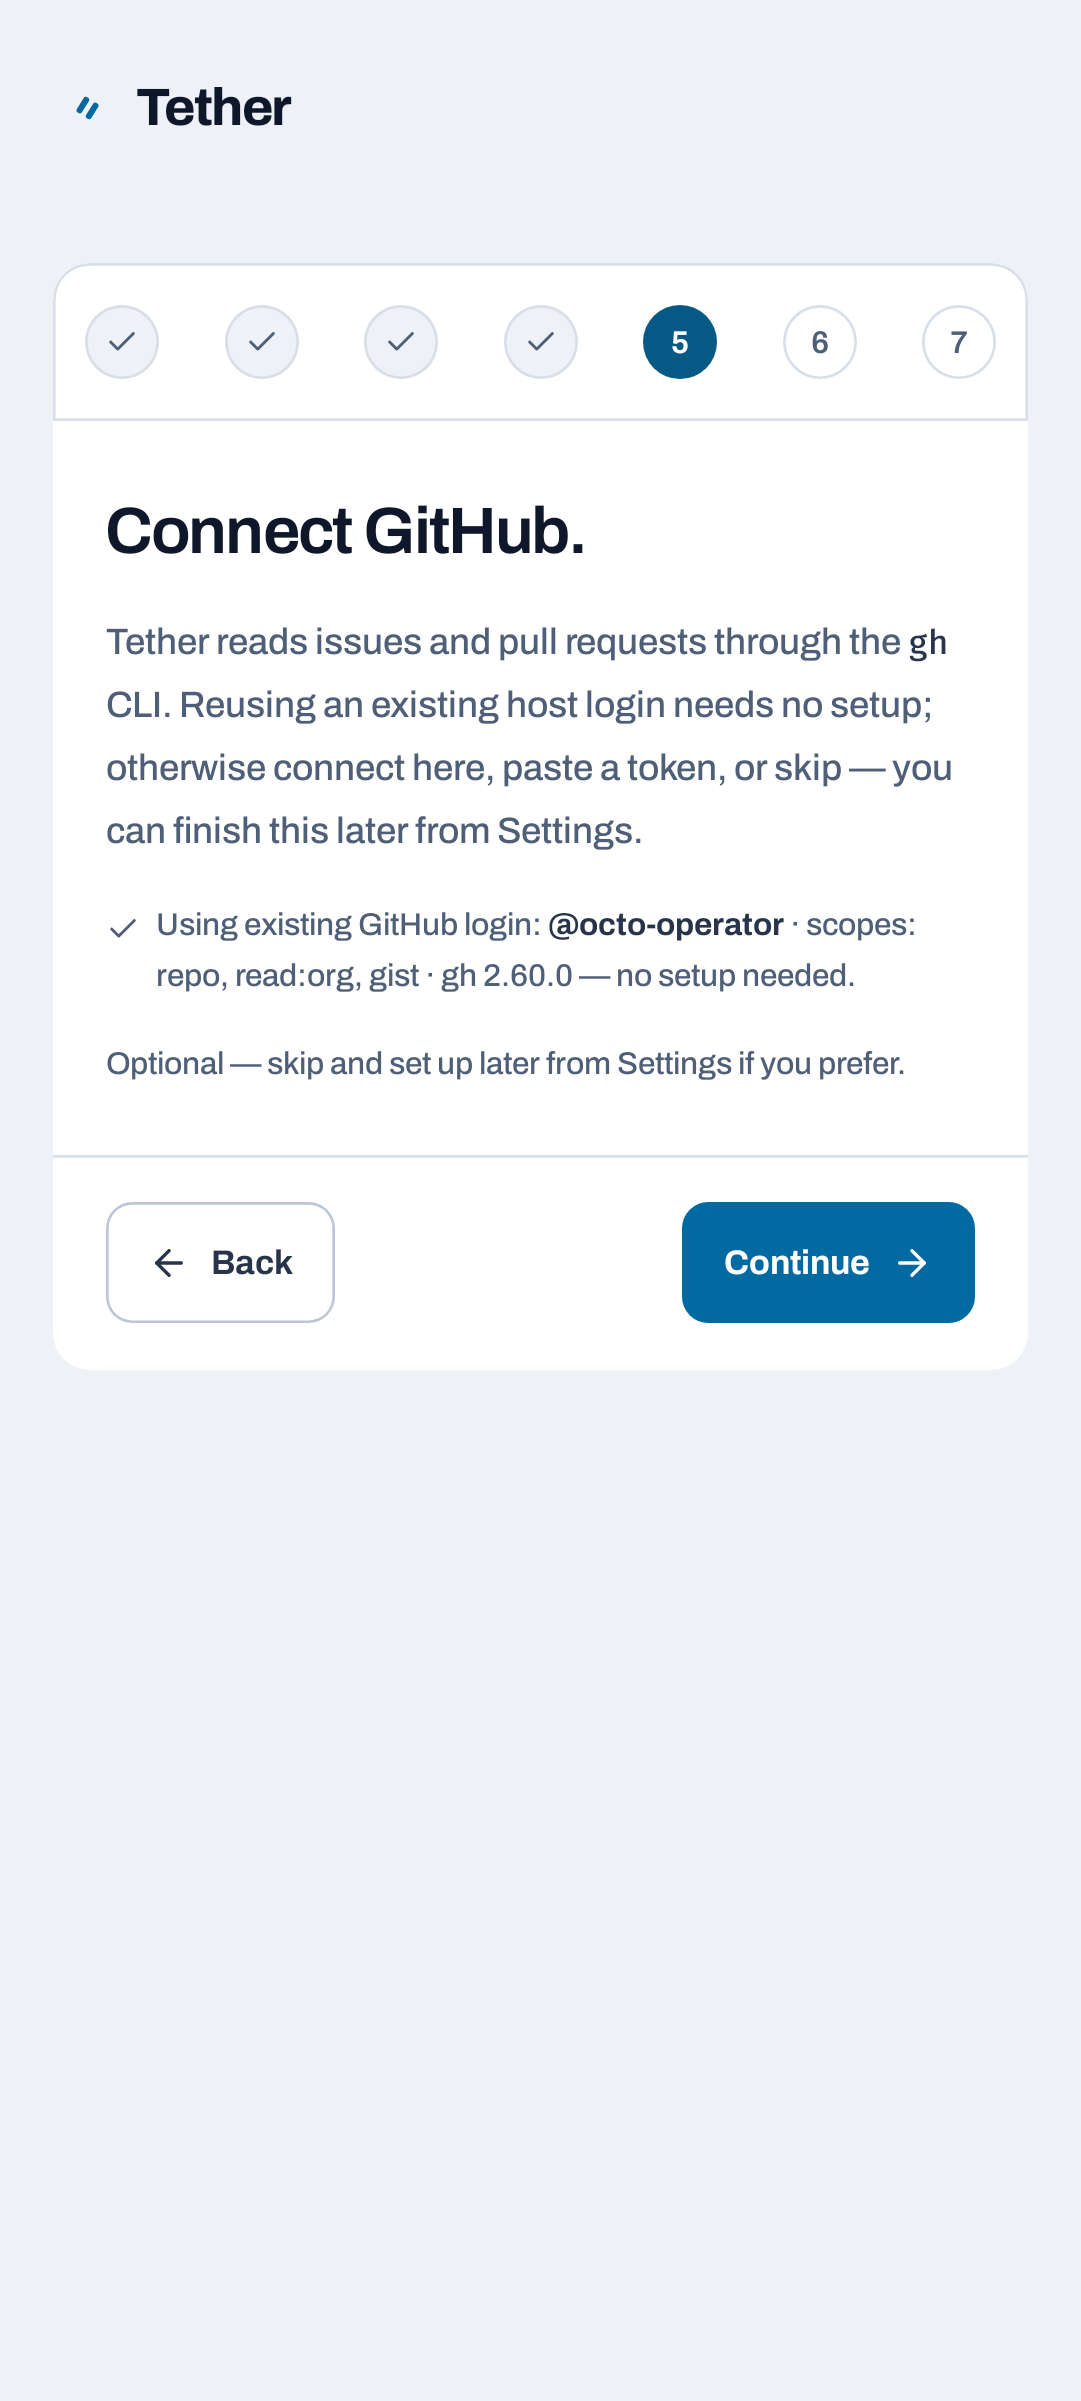 Tether
5 6 7
Connect GitHub.
Tether reads issues and pull requests through the gh
CLI. Reusing an existing host login needs no setup;
otherwise connect here, paste a token, or skip — you
can finish this later from Settings.
Using existing GitHub login: @octo-operator · scopes:
repo, read:org, gist · gh 2.60.0 — no setup needed.
Optional — skip and set up later from Settings if you prefer.
Back Continue